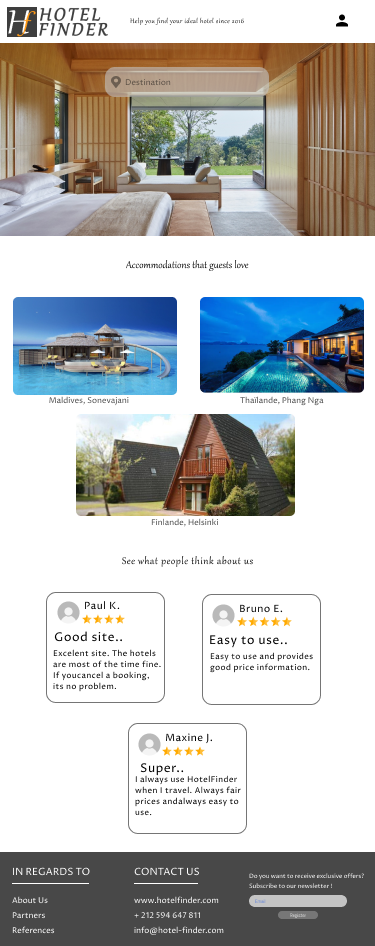 Hf HOTEL
FINDER
Help you find your ideal hotel since 2016
Destination
Accommodations that guests love
Maldives, Sonevajani
Thaïlande, Phang Nga
Finlande, Helsinki
See what people think about us
Paul K.
Good site..
Excelent site. The hotels
are most of the time fine.
If youcancel a booking,
its no problem.
Bruno E.
Easy to use..
Easy to use and provides
good price information.
Maxine J.
Super..
I always use HotelFinder
when I travel. Always fair
prices andalways easy to
use.
IN REGARDS TO
About Us
Partners
References
CONTACT US
www.hotelfinder.com
+ 212 594 647 811
info@hotel-finder.com
Do you want to receive exclusive offers?
Subscribe to our newsletter !
Email
Register